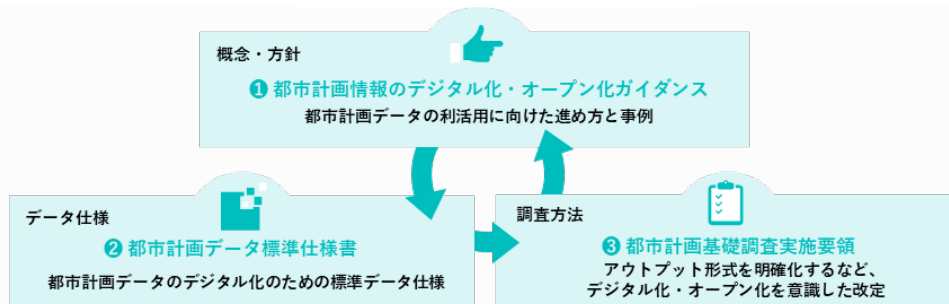 概念・方針
❶ 都市計画情報のデジタル化・オープン化ガイダンス
都市計画データの利活用に向けた進め方と事例
データ仕様
❷ 都市計画データ標準仕様書
都市計画データのデジタル化のための標準データ仕様
調査方法
❸ 都市計画基礎調査実施要領
アウトプット形式を明確化するなど、
デジタル化・オープン化を意識した改定